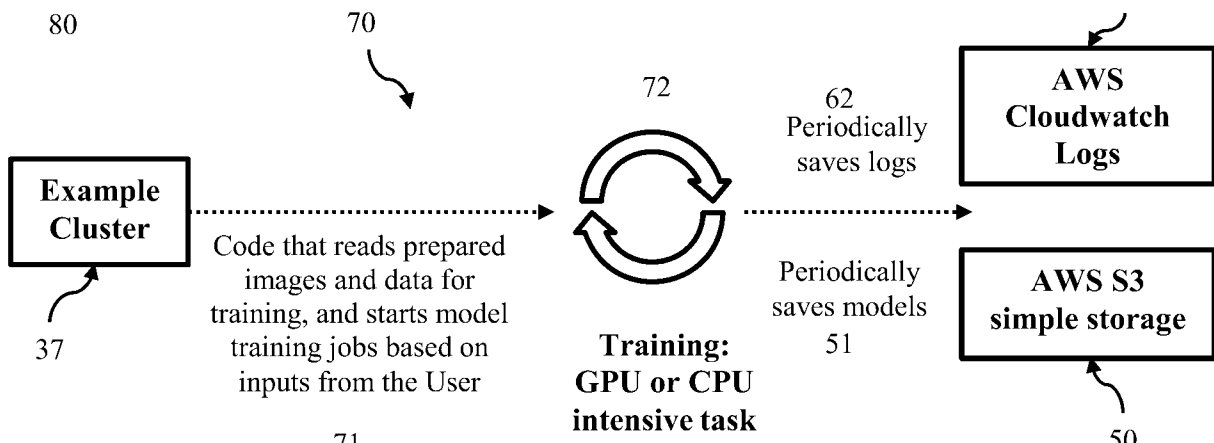 80
70
72
62
Periodically
saves logs
AWS
Cloudwatch
Logs
Example
Cluster
37
Code that reads prepared
images and data for
training, and starts model
training jobs based on
inputs from the User
71
Training:
GPU or CPU
intensive task
Periodically
saves models
51
AWS S3
simple storage
50